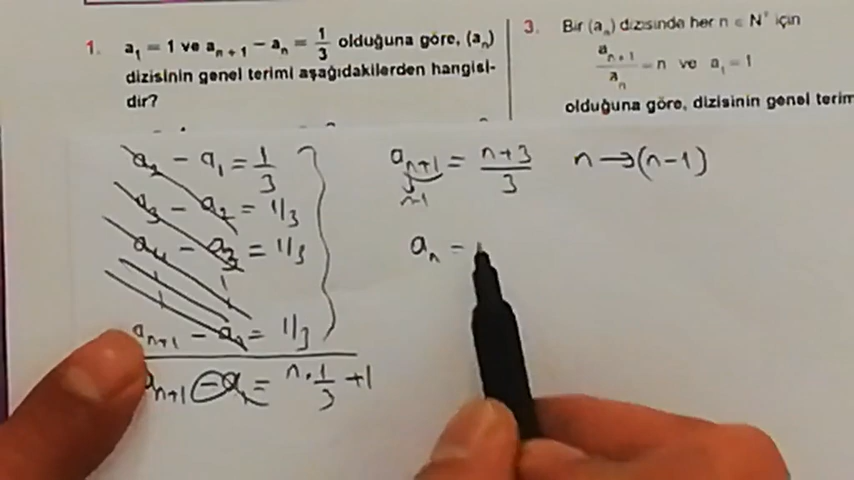 1. a₁ = 1 ve aₙ₊₁ − aₙ = 1/3 olduğuna göre, (aₙ)
dizisinin genel terimi aşağıdakilerden hangisi-
dir?
3. Bir (aₙ) dizisinde her n ∈ N⁺ için
aₙ₊₁/aₙ = n ve a₁ = 1
olduğuna göre, dizisinin genel terim
a₂ − a₁ = 1/3
a₃ − a₂ = 1/3
a₄ − a₃ = 1/3
aₙ₊₁ − aₙ = 1/3
aₙ₊₁ − a₁ = n · 1/3 + 1
aₙ₊₁ = n+3/3 n → (n−1)
n−1
aₙ =